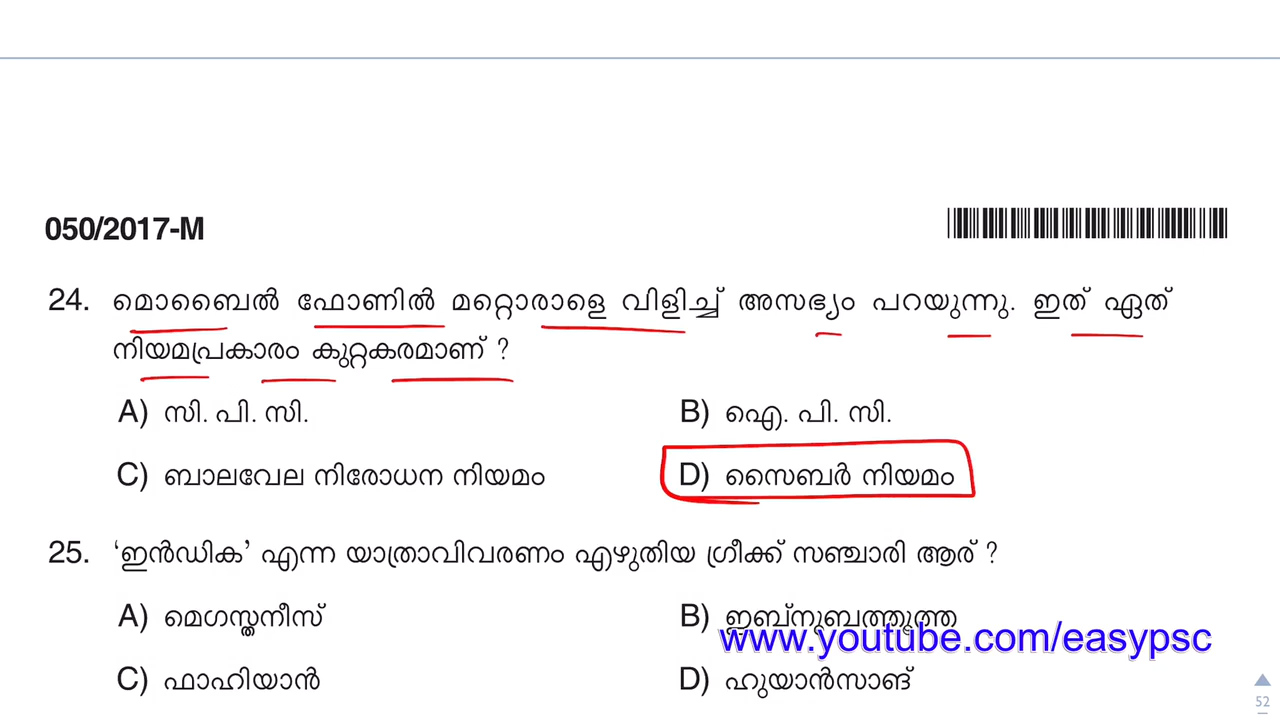 050/2017-M
24. മൊബൈൽ ഫോണിൽ മറ്റൊരാളെ വിളിച്ച് അസഭ്യം പറയുന്നു. ഇത് ഏത്
നിയമപ്രകാരം കുറ്റകരമാണ് ?
A) സി. പി. സി. B) ഐ. പി. സി.
C) ബാലവേല നിരോധന നിയമം D) സൈബർ നിയമം
25. ‘ഇൻഡിക’ എന്ന യാത്രാവിവരണം എഴുതിയ ഗ്രീക്ക് സഞ്ചാരി ആര് ?
A) മെഗസ്തനീസ് B) ഇബ്നുബത്തൂത്ത
www.youtube.com/easypsc
C) ഫാഹിയാൻ D) ഹുയാൻസാങ്
52